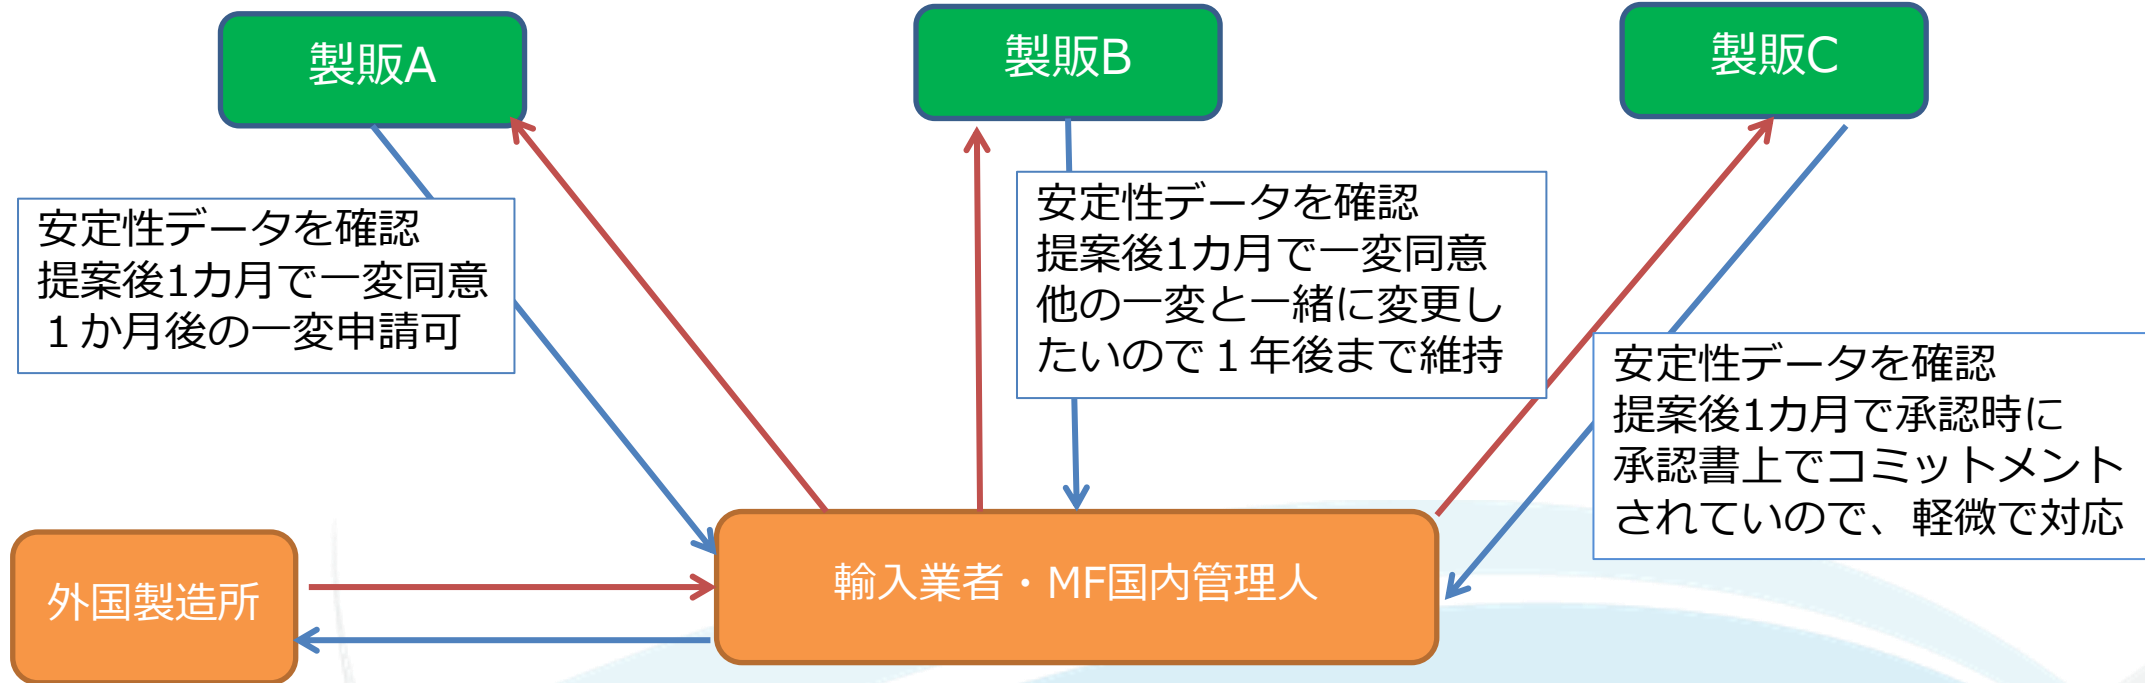 製販A
製販B
製販C
安定性データを確認
提案後1カ月で一変同意
１か月後の一変申請可
安定性データを確認
提案後1カ月で一変同意
他の一変と一緒に変更し
たいので１年後まで維持
安定性データを確認
提案後1カ月で承認時に
承認書上でコミットメント
されていので、軽微で対応
外国製造所
輸入業者・MF国内管理人